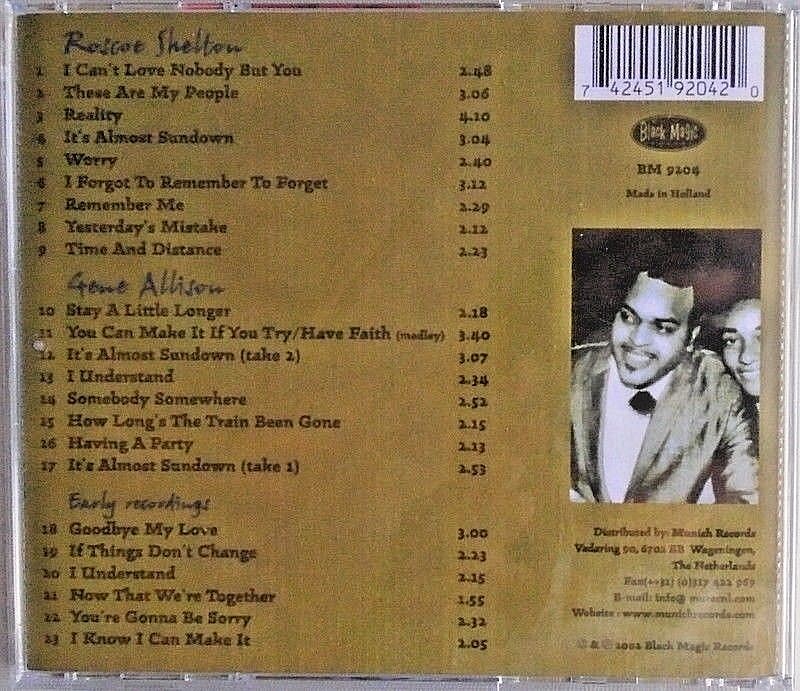 Roscoe Shelton
1 I Can't Love Nobody But You 2.48
2 These Are My People 3.06
3 Reality 4.10
4 It's Almost Sundown 3.04
5 Worry 2.40
6 I Forgot To Remember To Forget 3.12
7 Remember Me 2.29
8 Yesterday's Mistake 2.12
9 Time And Distance 2.23
Gene Allison
10 Stay A Little Longer 2.18
11 You Can Make It If You Try/Have Faith (medley) 3.40
12 It's Almost Sundown (take 2) 3.07
13 I Understand 2.34
14 Somebody Somewhere 2.52
15 How Long's The Train Been Gone 2.15
16 Having A Party 2.13
17 It's Almost Sundown (take 1) 2.53
Early recordings
18 Goodbye My Love 3.00
19 If Things Don't Change 2.23
20 I Understand 2.15
21 Now That We're Together 1.55
22 You're Gonna Be Sorry 2.32
23 I Know I Can Make It 2.05
7 42451 92042 0
Black Magic
BM 9204
Made in Holland
Distributed by: Munich Records
Vadaring 90, 6702 EB Wageningen,
The Netherlands
Fax(++31) (0)317 422 969
E-mail: info@ munrcnl.com
Website : www.munichrecords.com
© & ℗ 2002 Black Magic Records